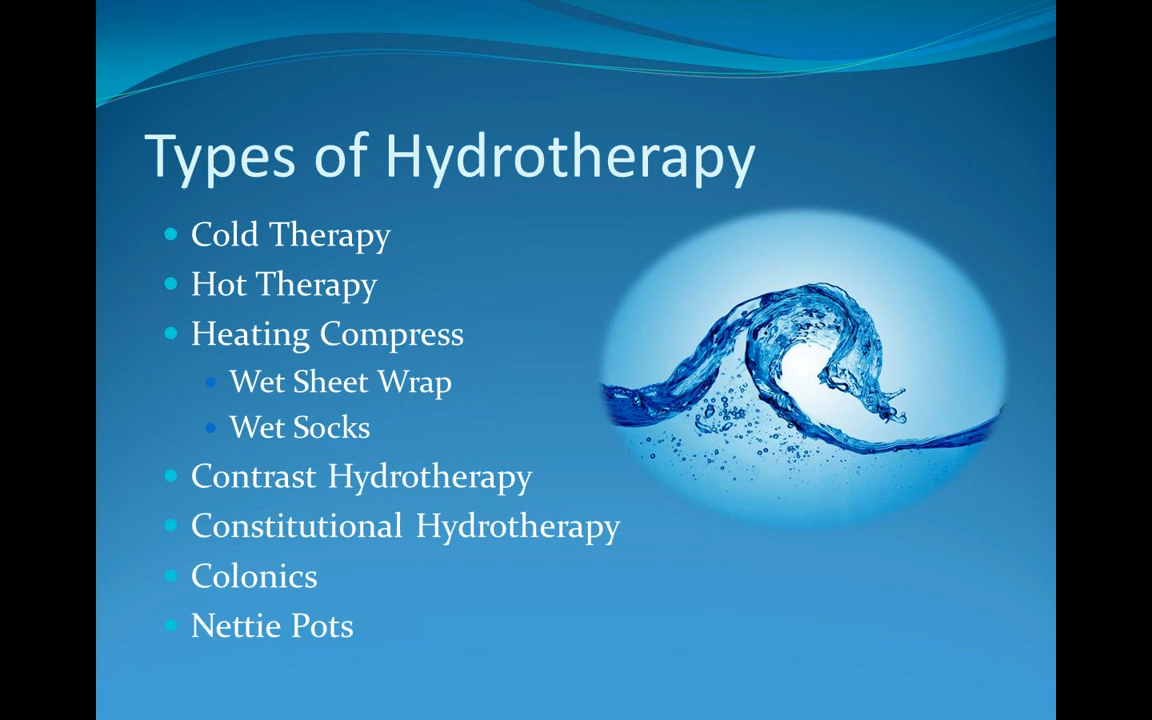 Types of Hydrotherapy
Cold Therapy
Hot Therapy
Heating Compress
Wet Sheet Wrap
Wet Socks
Contrast Hydrotherapy
Constitutional Hydrotherapy
Colonics
Nettie Pots